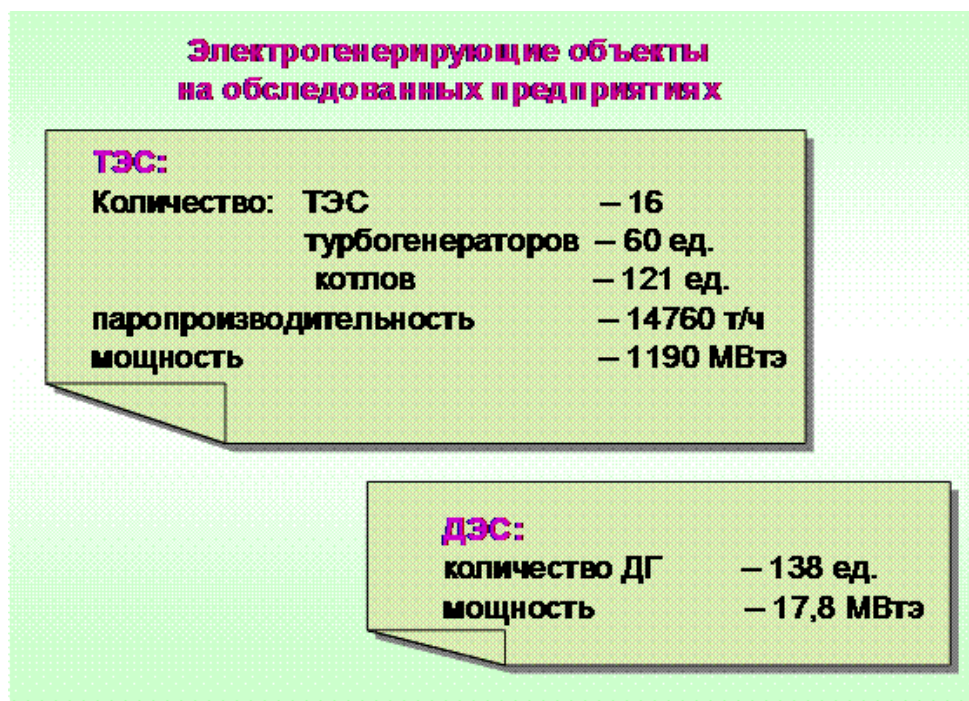 Электрогенерирующие объекты
на обследованных предприятиях
ТЭС:
Количество: ТЭС – 16
турбогенераторов – 60 ед.
котлов – 121 ед.
паропроизводительность – 14760 т/ч
мощность – 1190 МВтэ
ДЭС:
количество ДГ – 138 ед.
мощность – 17,8 МВтэ